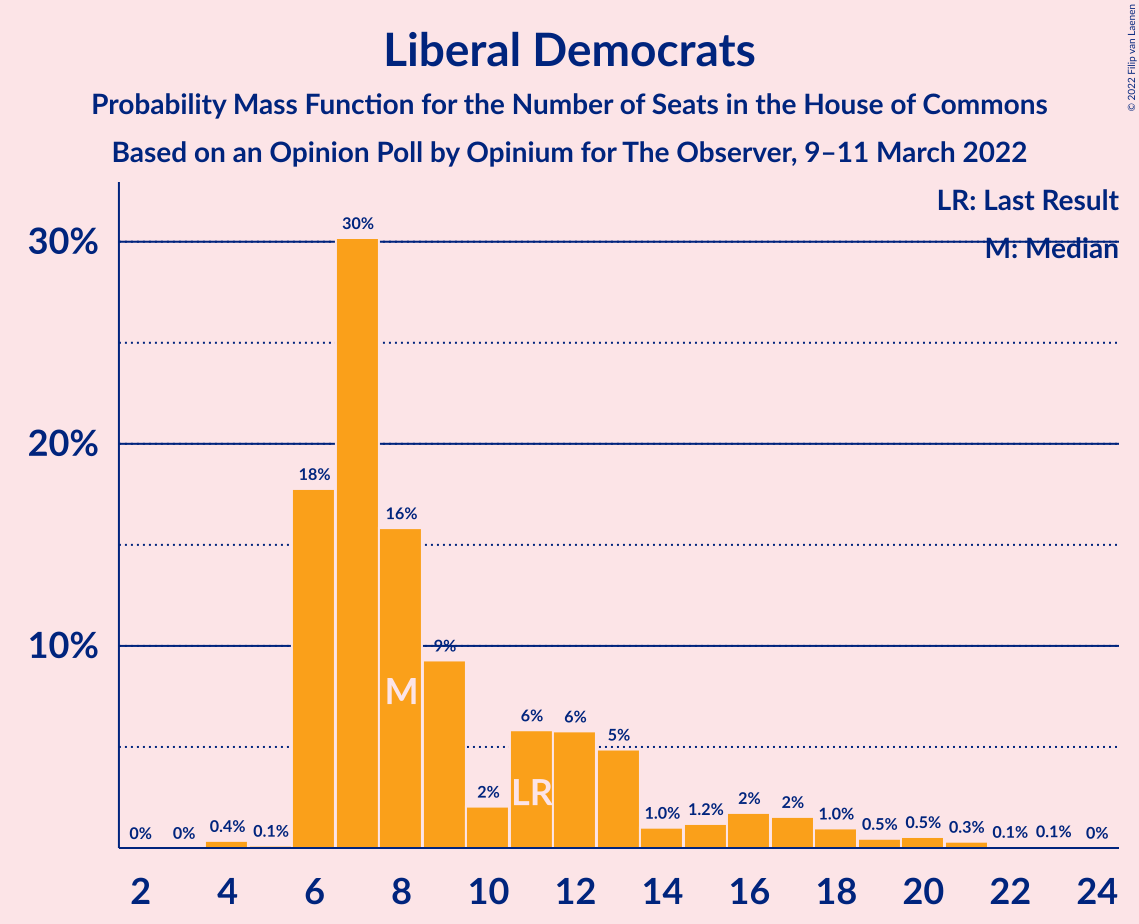 Liberal Democrats
Probability Mass Function for the Number of Seats in the House of Commons
Based on an Opinion Poll by Opinium for The Observer, 9–11 March 2022
© 2022 Filip van Laenen
LR: Last Result
M: Median
30%
20%
10%
0% 0% 0.4% 0.1% 18% 30% 16% 9% 2% 6% 6% 5% 1.0% 1.2% 2% 2% 1.0% 0.5% 0.5% 0.3% 0.1% 0.1% 0%
M
LR
2 4 6 8 10 12 14 16 18 20 22 24